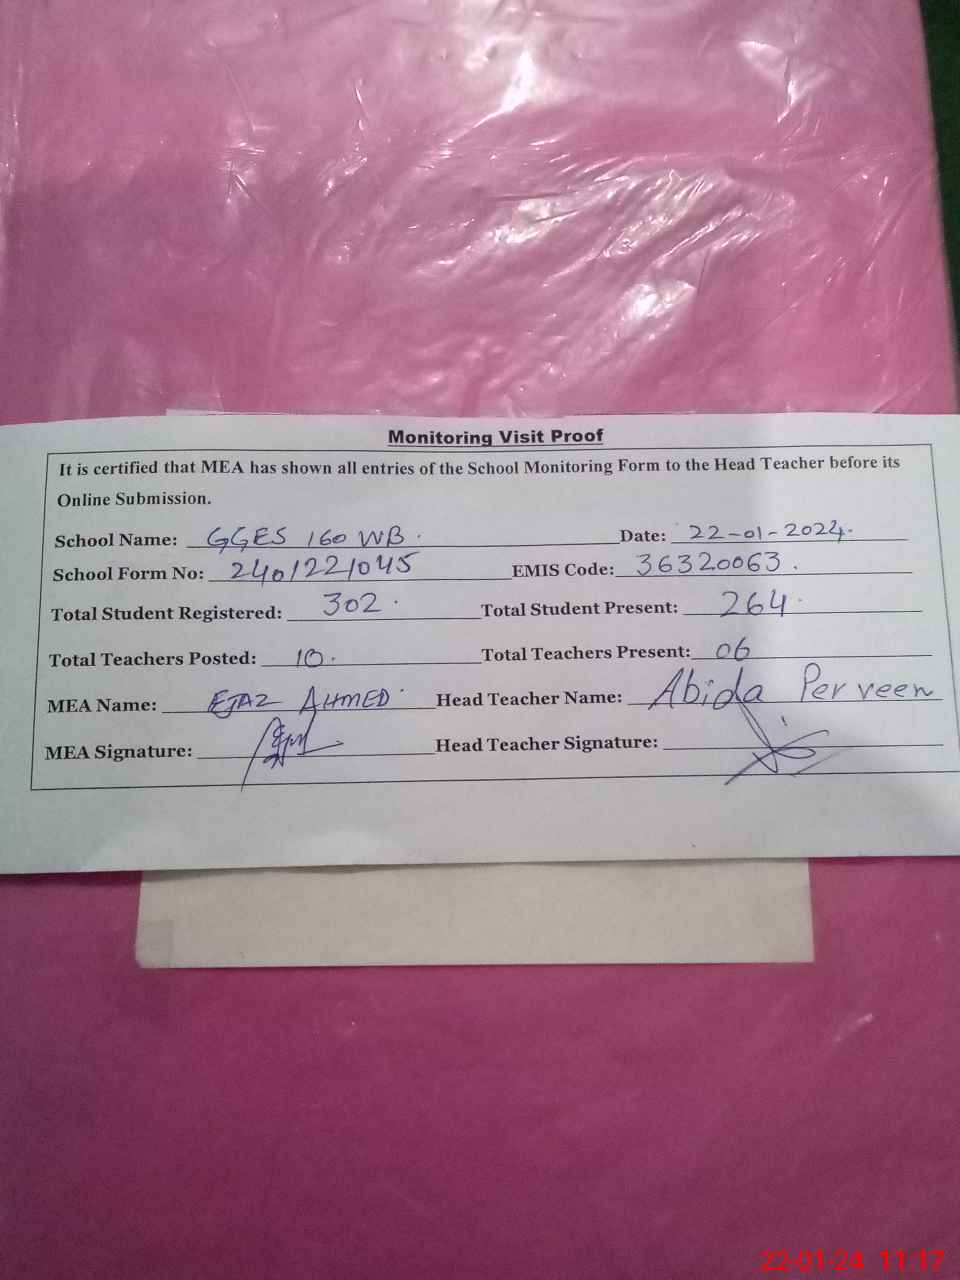 Monitoring Visit Proof
It is certified that MEA has shown all entries of the School Monitoring Form to the Head Teacher before its
Online Submission.
School Name: GGES 160 WB. Date: 22-01-2024.
School Form No: 2401221045 EMIS Code: 36320063.
Total Student Registered: 302. Total Student Present: 264.
Total Teachers Posted: 10. Total Teachers Present: 06
MEA Name: EJAZ AHMED Head Teacher Name: Abida Perveen
MEA Signature: Head Teacher Signature:
22-01-24 11:17